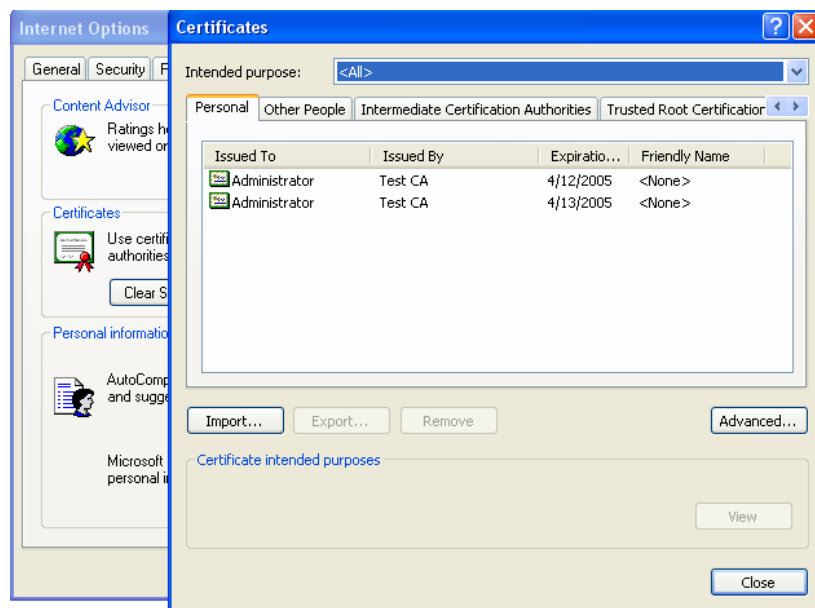 Internet Options
General Security F
Content Advisor
Ratings h
viewed or
Certificates
Use certifi
authorities
Clear S
Personal informatio
AutoComp
and sugge
Microsoft
personal i
Certificates
Intended purpose: <All>
Personal Other People Intermediate Certification Authorities Trusted Root Certification
Issued To Issued By Expiratio... Friendly Name
Administrator Test CA 4/12/2005 <None>
Administrator Test CA 4/13/2005 <None>
Import... Export... Remove Advanced...
Certificate intended purposes
View
Close